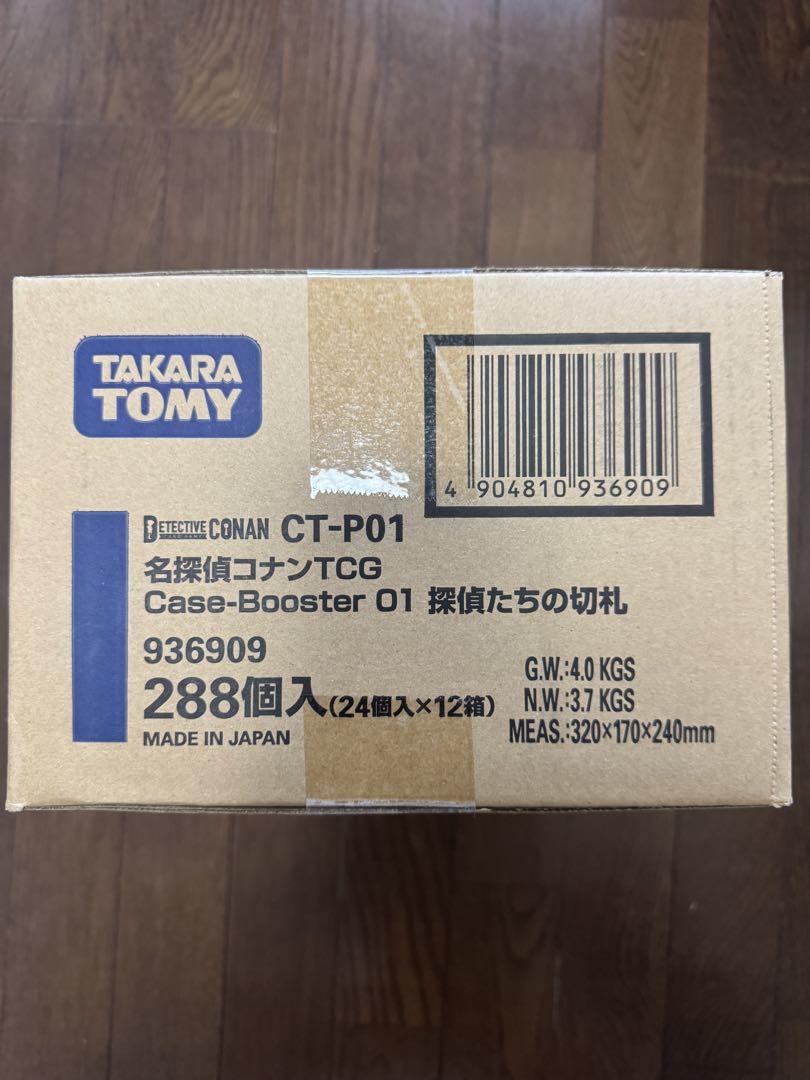 TAKARA
TOMY
4 904810 936909
DETECTIVE CONAN CT-P01
名探偵コナンTCG
Case-Booster 01 探偵たちの切札
936909
288個入(24個入×12箱)
MADE IN JAPAN
G.W.:4.0 KGS
N.W.:3.7 KGS
MEAS.:320×170×240mm